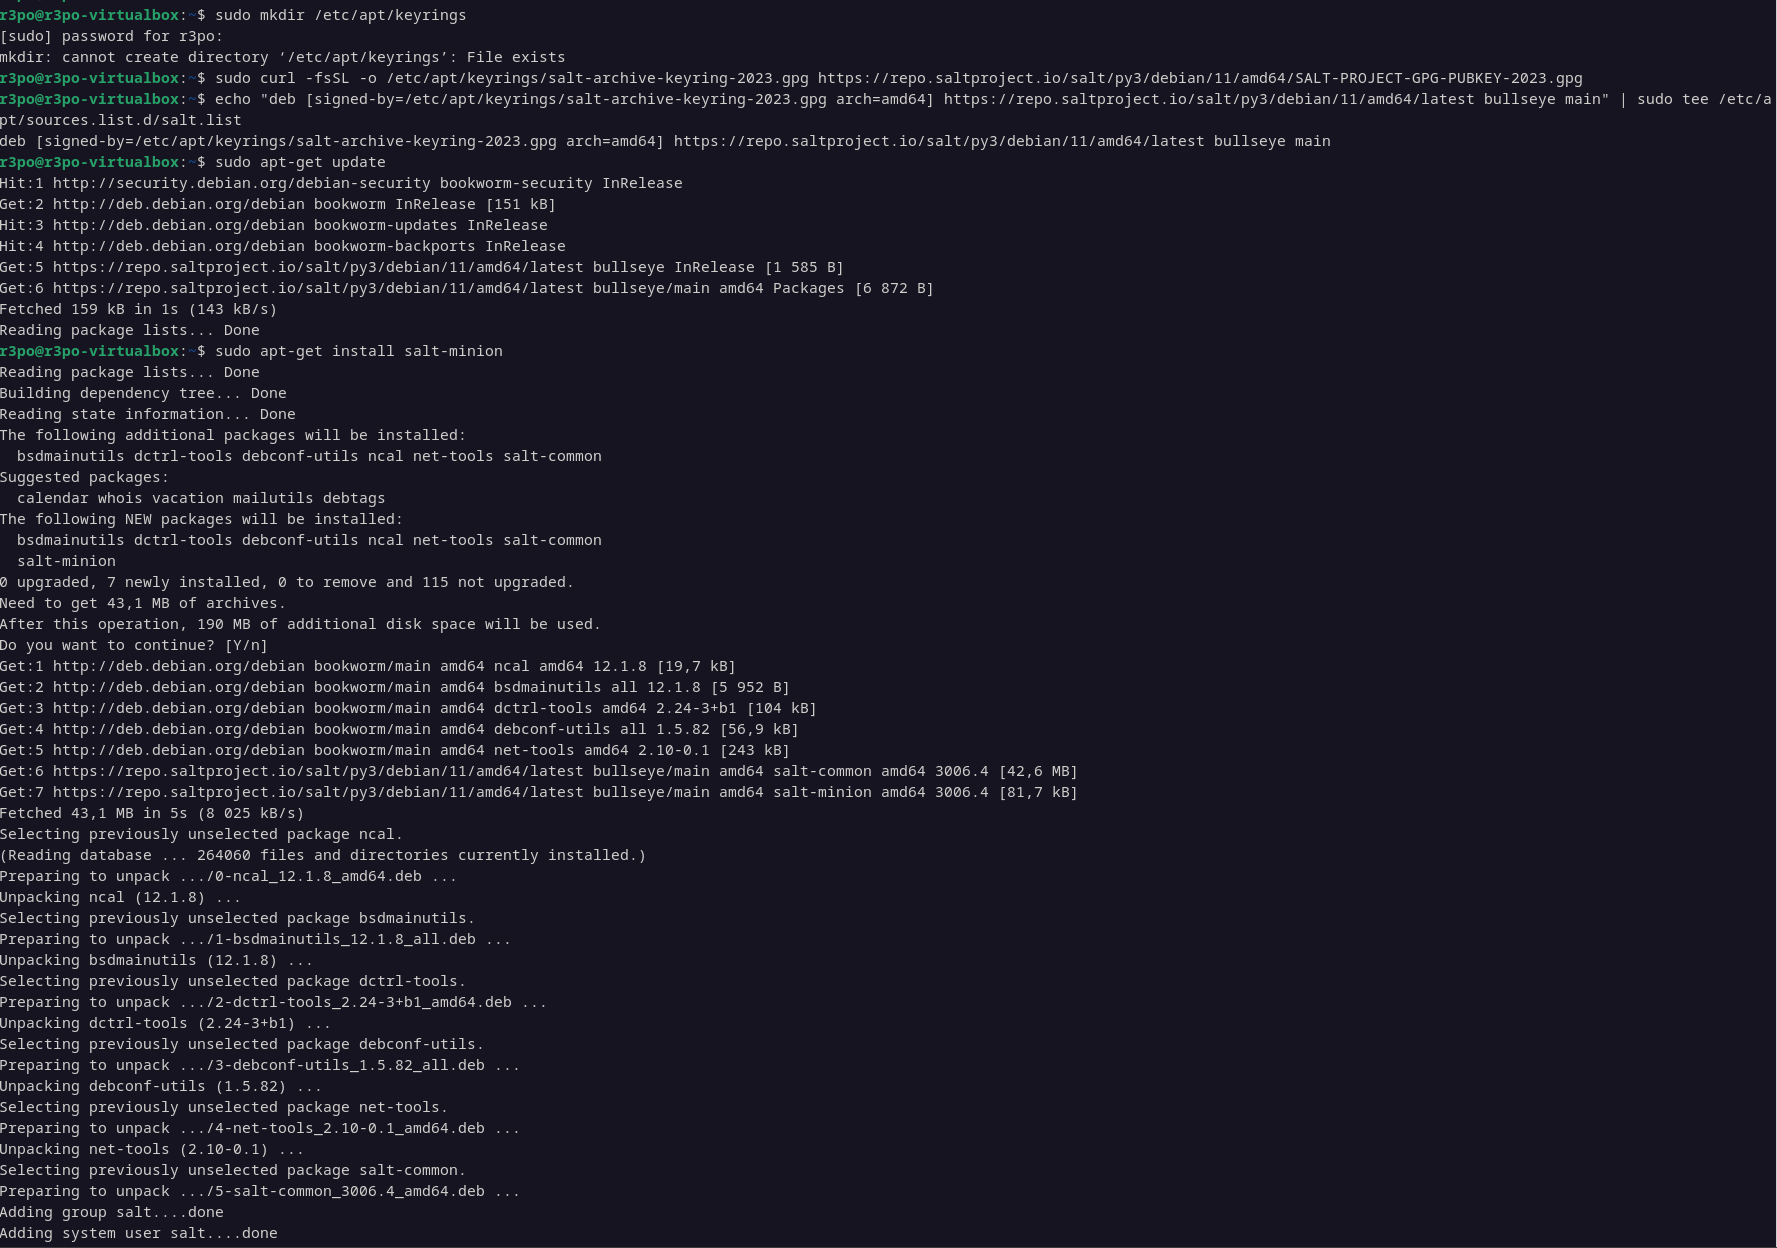 r3po@r3po-virtualbox:~$ sudo mkdir /etc/apt/keyrings
[sudo] password for r3po:
mkdir: cannot create directory ‘/etc/apt/keyrings’: File exists
r3po@r3po-virtualbox:~$ sudo curl -fsSL -o /etc/apt/keyrings/salt-archive-keyring-2023.gpg https://repo.saltproject.io/salt/py3/debian/11/amd64/SALT-PROJECT-GPG-PUBKEY-2023.gpg
r3po@r3po-virtualbox:~$ echo "deb [signed-by=/etc/apt/keyrings/salt-archive-keyring-2023.gpg arch=amd64] https://repo.saltproject.io/salt/py3/debian/11/amd64/latest bullseye main" | sudo tee /etc/a
pt/sources.list.d/salt.list
deb [signed-by=/etc/apt/keyrings/salt-archive-keyring-2023.gpg arch=amd64] https://repo.saltproject.io/salt/py3/debian/11/amd64/latest bullseye main
r3po@r3po-virtualbox:~$ sudo apt-get update
Hit:1 http://security.debian.org/debian-security bookworm-security InRelease
Get:2 http://deb.debian.org/debian bookworm InRelease [151 kB]
Hit:3 http://deb.debian.org/debian bookworm-updates InRelease
Hit:4 http://deb.debian.org/debian bookworm-backports InRelease
Get:5 https://repo.saltproject.io/salt/py3/debian/11/amd64/latest bullseye InRelease [1 585 B]
Get:6 https://repo.saltproject.io/salt/py3/debian/11/amd64/latest bullseye/main amd64 Packages [6 872 B]
Fetched 159 kB in 1s (143 kB/s)
Reading package lists... Done
r3po@r3po-virtualbox:~$ sudo apt-get install salt-minion
Reading package lists... Done
Building dependency tree... Done
Reading state information... Done
The following additional packages will be installed:
  bsdmainutils dctrl-tools debconf-utils ncal net-tools salt-common
Suggested packages:
  calendar whois vacation mailutils debtags
The following NEW packages will be installed:
  bsdmainutils dctrl-tools debconf-utils ncal net-tools salt-common
  salt-minion
0 upgraded, 7 newly installed, 0 to remove and 115 not upgraded.
Need to get 43,1 MB of archives.
After this operation, 190 MB of additional disk space will be used.
Do you want to continue? [Y/n]
Get:1 http://deb.debian.org/debian bookworm/main amd64 ncal amd64 12.1.8 [19,7 kB]
Get:2 http://deb.debian.org/debian bookworm/main amd64 bsdmainutils all 12.1.8 [5 952 B]
Get:3 http://deb.debian.org/debian bookworm/main amd64 dctrl-tools amd64 2.24-3+b1 [104 kB]
Get:4 http://deb.debian.org/debian bookworm/main amd64 debconf-utils all 1.5.82 [56,9 kB]
Get:5 http://deb.debian.org/debian bookworm/main amd64 net-tools amd64 2.10-0.1 [243 kB]
Get:6 https://repo.saltproject.io/salt/py3/debian/11/amd64/latest bullseye/main amd64 salt-common amd64 3006.4 [42,6 MB]
Get:7 https://repo.saltproject.io/salt/py3/debian/11/amd64/latest bullseye/main amd64 salt-minion amd64 3006.4 [81,7 kB]
Fetched 43,1 MB in 5s (8 025 kB/s)
Selecting previously unselected package ncal.
(Reading database ... 264060 files and directories currently installed.)
Preparing to unpack .../0-ncal_12.1.8_amd64.deb ...
Unpacking ncal (12.1.8) ...
Selecting previously unselected package bsdmainutils.
Preparing to unpack .../1-bsdmainutils_12.1.8_all.deb ...
Unpacking bsdmainutils (12.1.8) ...
Selecting previously unselected package dctrl-tools.
Preparing to unpack .../2-dctrl-tools_2.24-3+b1_amd64.deb ...
Unpacking dctrl-tools (2.24-3+b1) ...
Selecting previously unselected package debconf-utils.
Preparing to unpack .../3-debconf-utils_1.5.82_all.deb ...
Unpacking debconf-utils (1.5.82) ...
Selecting previously unselected package net-tools.
Preparing to unpack .../4-net-tools_2.10-0.1_amd64.deb ...
Unpacking net-tools (2.10-0.1) ...
Selecting previously unselected package salt-common.
Preparing to unpack .../5-salt-common_3006.4_amd64.deb ...
Adding group salt....done
Adding system user salt....done